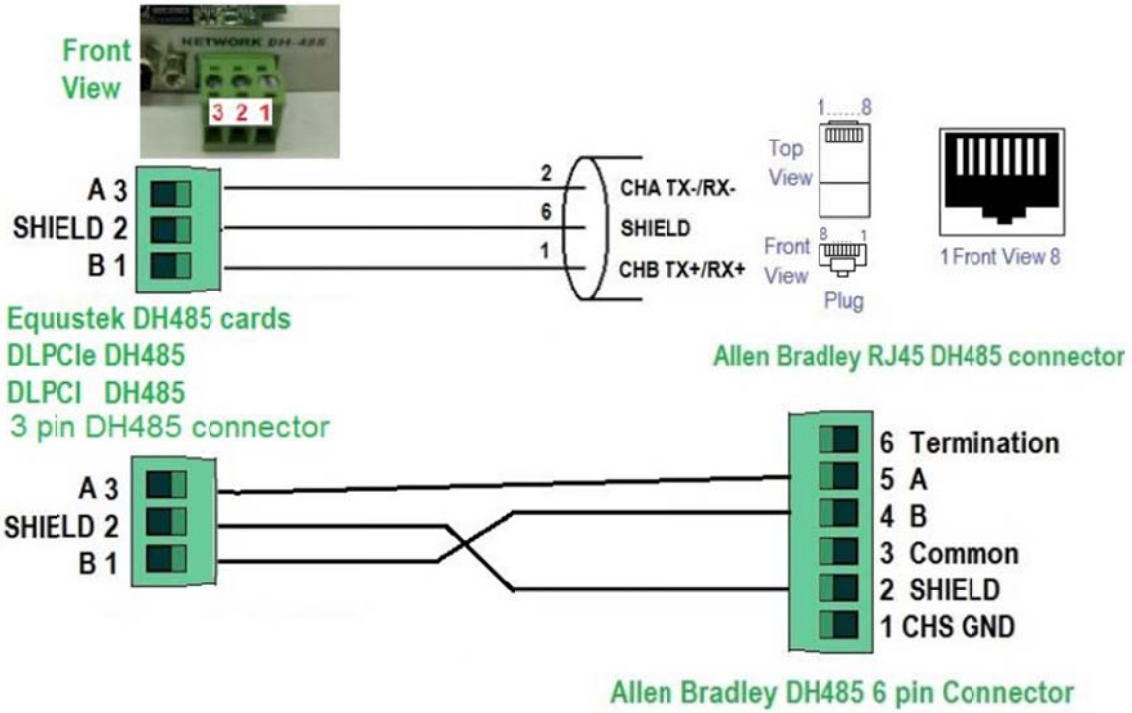 Front
View
NETWORK DH-485
3 2 1
A 3
SHIELD 2
B 1
2
6
1
CHA TX-/RX-
SHIELD
CHB TX+/RX+
1......8
Top
View
Front
View
8 1
Plug
1 Front View 8
Equustek DH485 cards
DLPCIe DH485
DLPCI DH485
3 pin DH485 connector
Allen Bradley RJ45 DH485 connector
A 3
SHIELD 2
B 1
6 Termination
5 A
4 B
3 Common
2 SHIELD
1 CHS GND
Allen Bradley DH485 6 pin Connector